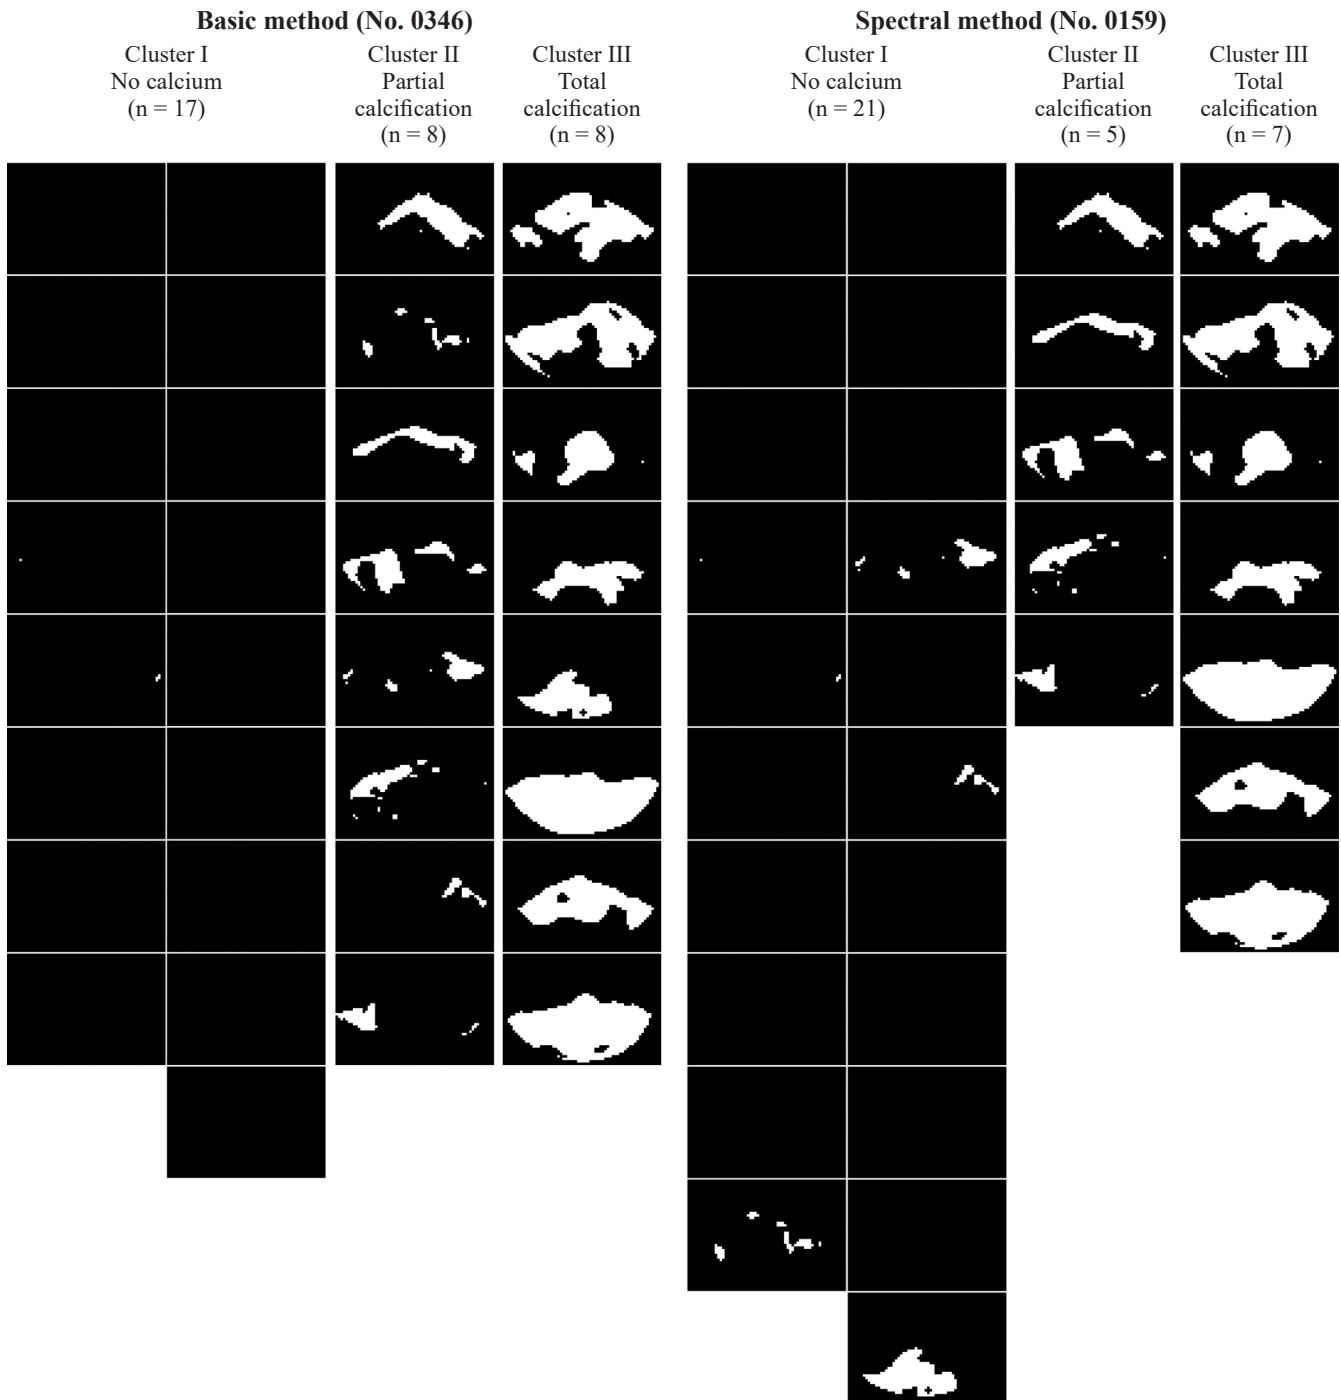 Basic method (No. 0346)
Cluster I
No calcium
(n = 17)
Cluster II
Partial
calcification
(n = 8)
Cluster III
Total
calcification
(n = 8)
Spectral method (No. 0159)
Cluster I
No calcium
(n = 21)
Cluster II
Partial
calcification
(n = 5)
Cluster III
Total
calcification
(n = 7)